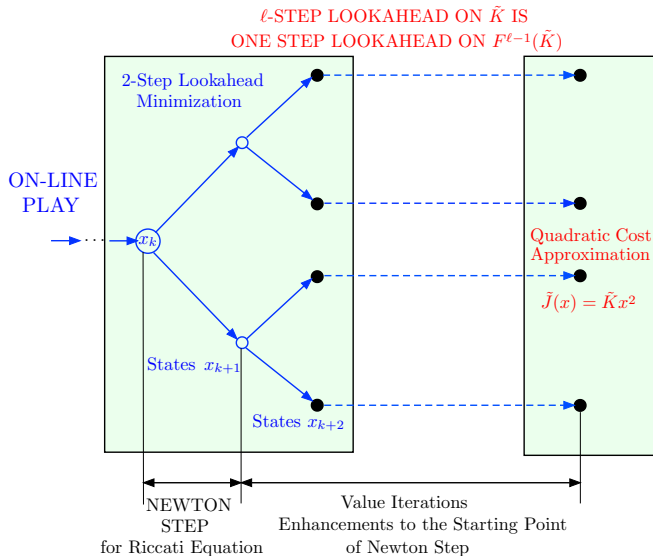 ℓ-STEP LOOKAHEAD ON K̃ IS
ONE STEP LOOKAHEAD ON F^{ℓ−1}(K̃)
2-Step Lookahead
Minimization
ON-LINE
PLAY
···
x_k
Quadratic Cost
Approximation
J̃(x) = K̃x²
States x_{k+1}
States x_{k+2}
NEWTON
STEP
for Riccati Equation
Value Iterations
Enhancements to the Starting Point
of Newton Step